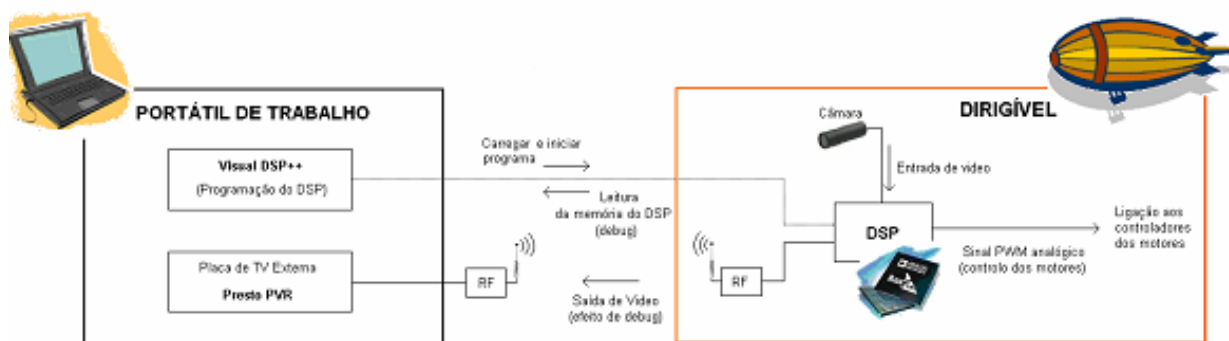 PORTÁTIL DE TRABALHO
Visual DSP++
(Programação do DSP)
Placa de TV Externa
Presto PVR
RF
Carregar e iniciar
programa
Leitura
da memória do DSP
(debug)
Saída de Vídeo
(efeito de debug)
RF
DIRIGÍVEL
Câmara
Entrada de video
DSP
Sinal PWM analógico
(controlo dos motores)
Ligação aos
controladores
dos motores